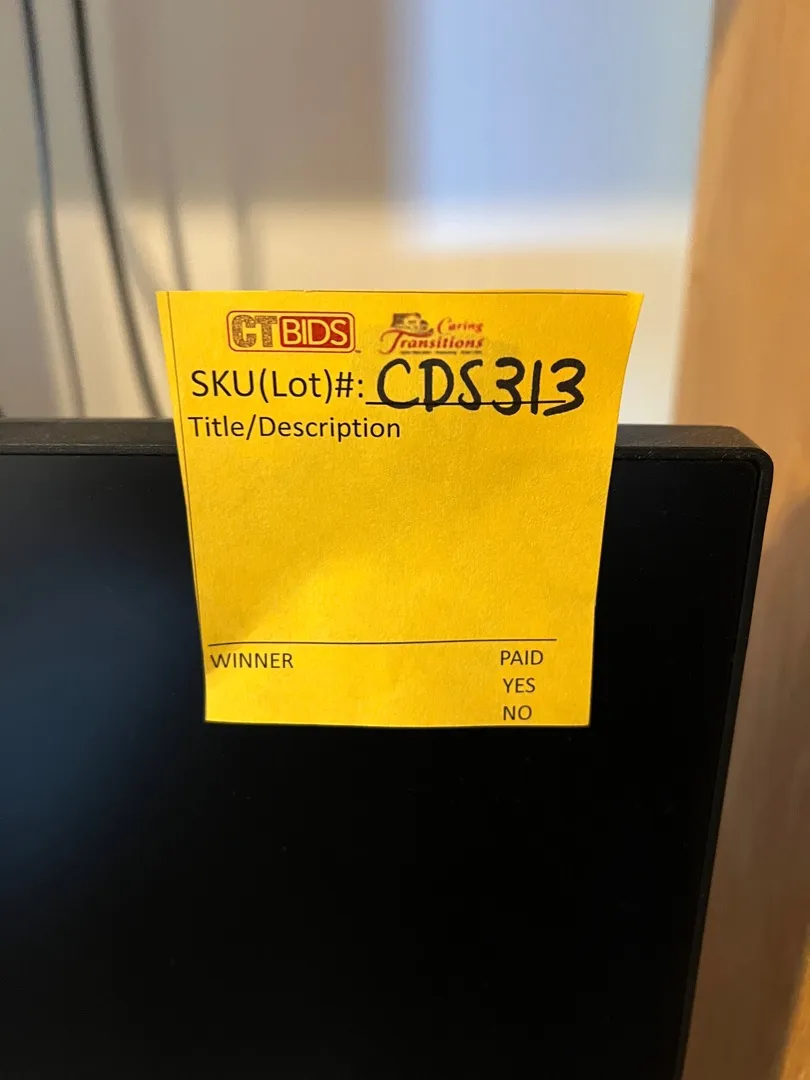 CTBIDS
Caring
Transitions
SKU(Lot)#: CDS313
Title/Description
WINNER PAID
YES
NO